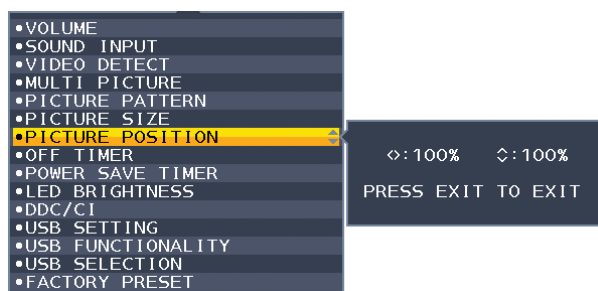 •VOLUME
•SOUND INPUT
•VIDEO DETECT
•MULTI PICTURE
•PICTURE PATTERN
•PICTURE SIZE
•PICTURE POSITION
•OFF TIMER
•POWER SAVE TIMER
•LED BRIGHTNESS
•DDC/CI
•USB SETTING
•USB FUNCTIONALITY
•USB SELECTION
•FACTORY PRESET
:100% :100%
PRESS EXIT TO EXIT